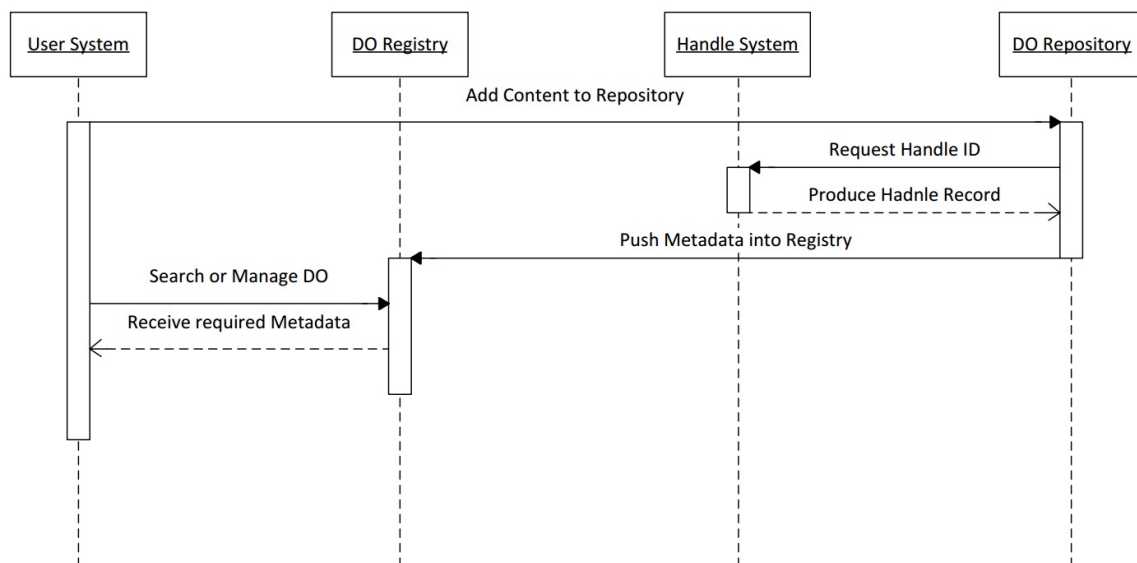 User System
DO Registry
Handle System
DO Repository
Add Content to Repository
Request Handle ID
Produce Hadnle Record
Push Metadata into Registry
Search or Manage DO
Receive required Metadata